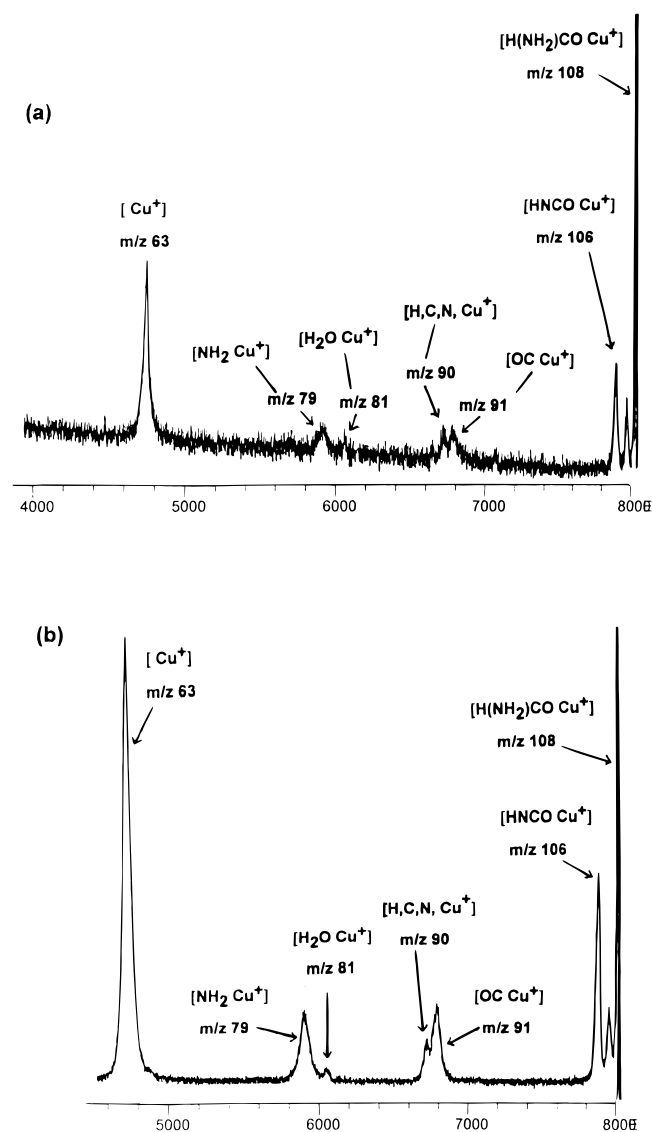 [H(NH2)CO Cu+]
m/z 108
(a)
[HNCO Cu+]
m/z 106
[ Cu+]
m/z 63
[H,C,N, Cu+]
[H2O Cu+]
[NH2 Cu+]
[OC Cu+]
m/z 90
m/z 79
m/z 81
m/z 91
4000 5000 6000 7000 800E
(b)
[ Cu+]
m/z 63
[H(NH2)CO Cu+]
m/z 108
[HNCO Cu+]
m/z 106
[H,C,N, Cu+]
m/z 90
[H2O Cu+]
m/z 81
[NH2 Cu+]
m/z 79
[OC Cu+]
m/z 91
5000 6000 7000 800E